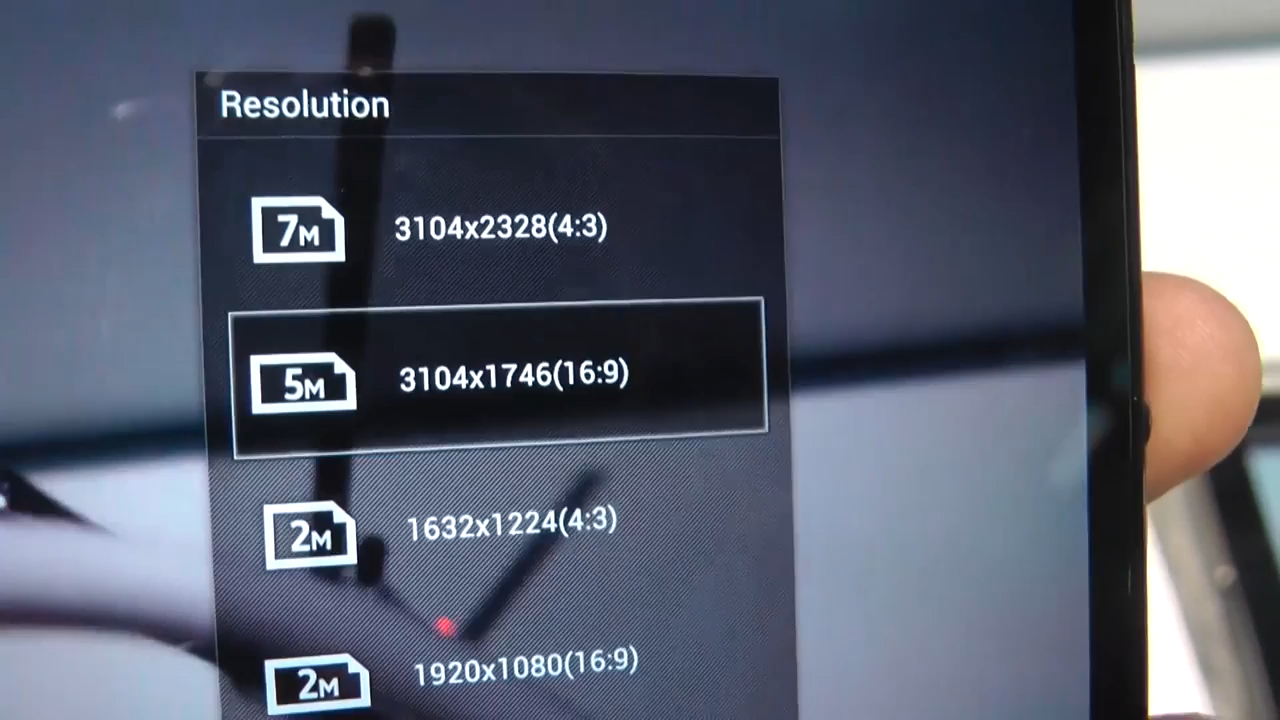 Resolution
7M 3104x2328(4:3)
5M 3104x1746(16:9)
2M 1632x1224(4:3)
2M 1920x1080(16:9)